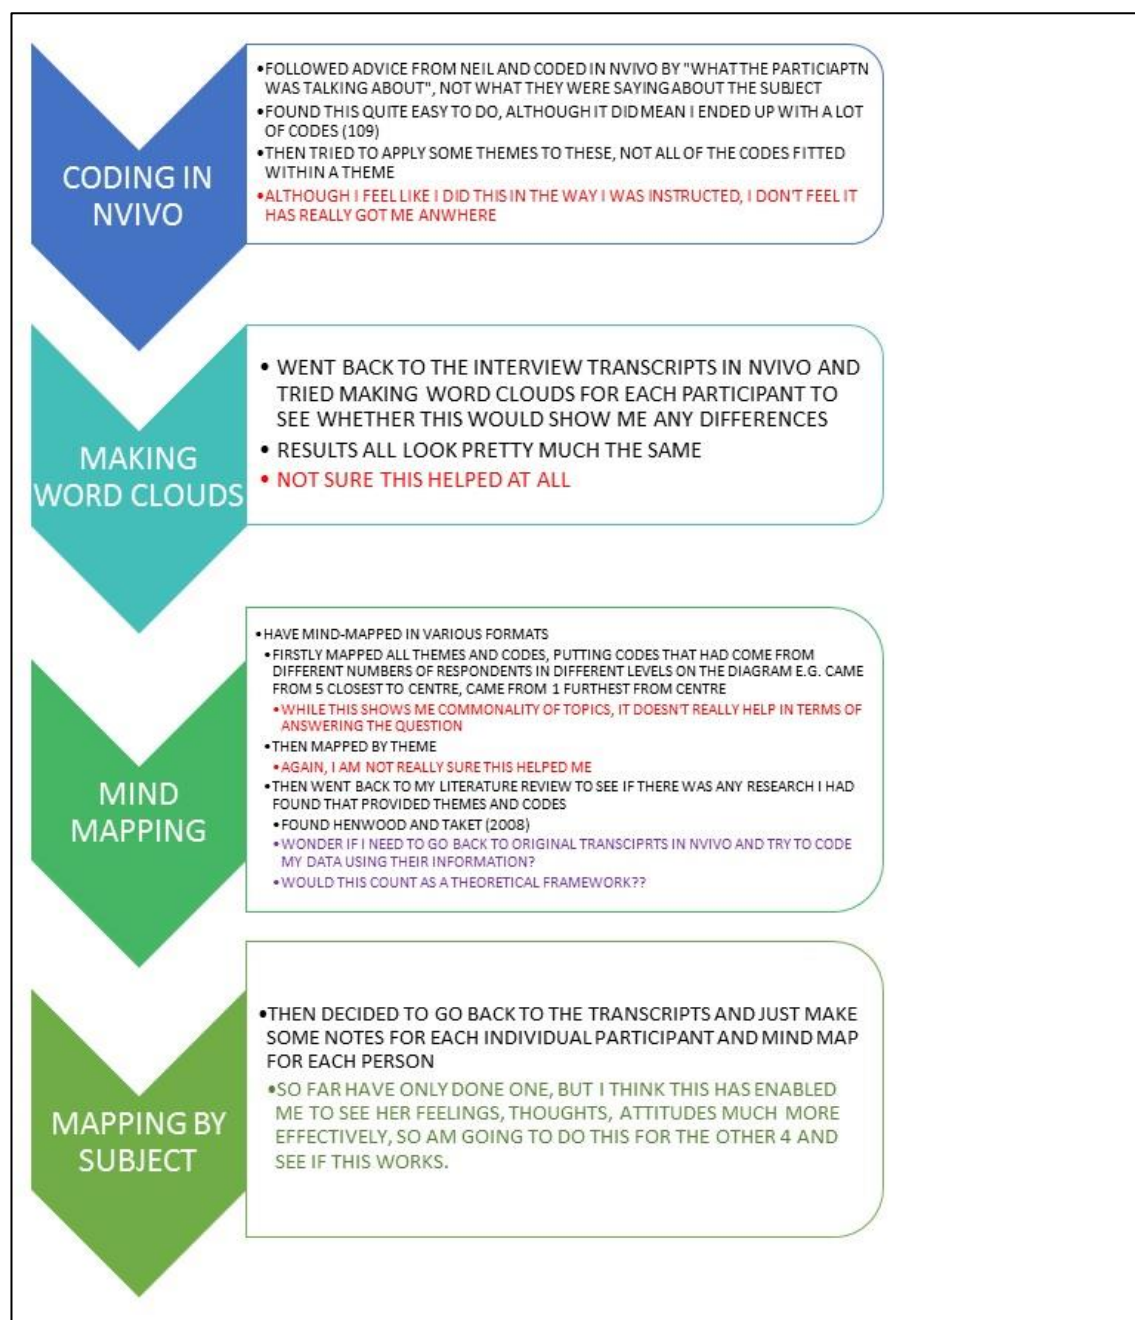 CODING IN
NVIVO
•FOLLOWED ADVICE FROM NEIL AND CODED IN NVIVO BY "WHAT THE PARTICIAPTN
WAS TALKING ABOUT", NOT WHAT THEY WERE SAYING ABOUT THE SUBJECT
•FOUND THIS QUITE EASY TO DO, ALTHOUGH IT DID MEAN I ENDED UP WITH A LOT
OF CODES (109)
•THEN TRIED TO APPLY SOME THEMES TO THESE, NOT ALL OF THE CODES FITTED
WITHIN A THEME
•ALTHOUGH I FEEL LIKE I DID THIS IN THE WAY I WAS INSTRUCTED, I DON'T FEEL IT
HAS REALLY GOT ME ANWHERE
MAKING
WORD CLOUDS
• WENT BACK TO THE INTERVIEW TRANSCRIPTS IN NVIVO AND
TRIED MAKING WORD CLOUDS FOR EACH PARTICIPANT TO
SEE WHETHER THIS WOULD SHOW ME ANY DIFFERENCES
• RESULTS ALL LOOK PRETTY MUCH THE SAME
• NOT SURE THIS HELPED AT ALL
MIND
MAPPING
•HAVE MIND-MAPPED IN VARIOUS FORMATS
•FIRSTLY MAPPED ALL THEMES AND CODES, PUTTING CODES THAT HAD COME FROM
DIFFERENT NUMBERS OF RESPONDENTS IN DIFFERENT LEVELS ON THE DIAGRAM E.G. CAME
FROM 5 CLOSEST TO CENTRE, CAME FROM 1 FURTHEST FROM CENTRE
•WHILE THIS SHOWS ME COMMONALITY OF TOPICS, IT DOESN'T REALLY HELP IN TERMS OF
ANSWERING THE QUESTION
•THEN MAPPED BY THEME
•AGAIN, I AM NOT REALLY SURE THIS HELPED ME
•THEN WENT BACK TO MY LITERATURE REVIEW TO SEE IF THERE WAS ANY RESEARCH I HAD
FOUND THAT PROVIDED THEMES AND CODES
•FOUND HENWOOD AND TAKET (2008)
•WONDER IF I NEED TO GO BACK TO ORIGINAL TRANSCIPRTS IN NVIVO AND TRY TO CODE
MY DATA USING THEIR INFORMATION?
•WOULD THIS COUNT AS A THEORETICAL FRAMEWORK??
MAPPING BY
SUBJECT
•THEN DECIDED TO GO BACK TO THE TRANSCRIPTS AND JUST MAKE
SOME NOTES FOR EACH INDIVIDUAL PARTICIPANT AND MIND MAP
FOR EACH PERSON
•SO FAR HAVE ONLY DONE ONE, BUT I THINK THIS HAS ENABLED
ME TO SEE HER FEELINGS, THOUGHTS, ATTITUDES MUCH MORE
EFFECTIVELY, SO AM GOING TO DO THIS FOR THE OTHER 4 AND
SEE IF THIS WORKS.